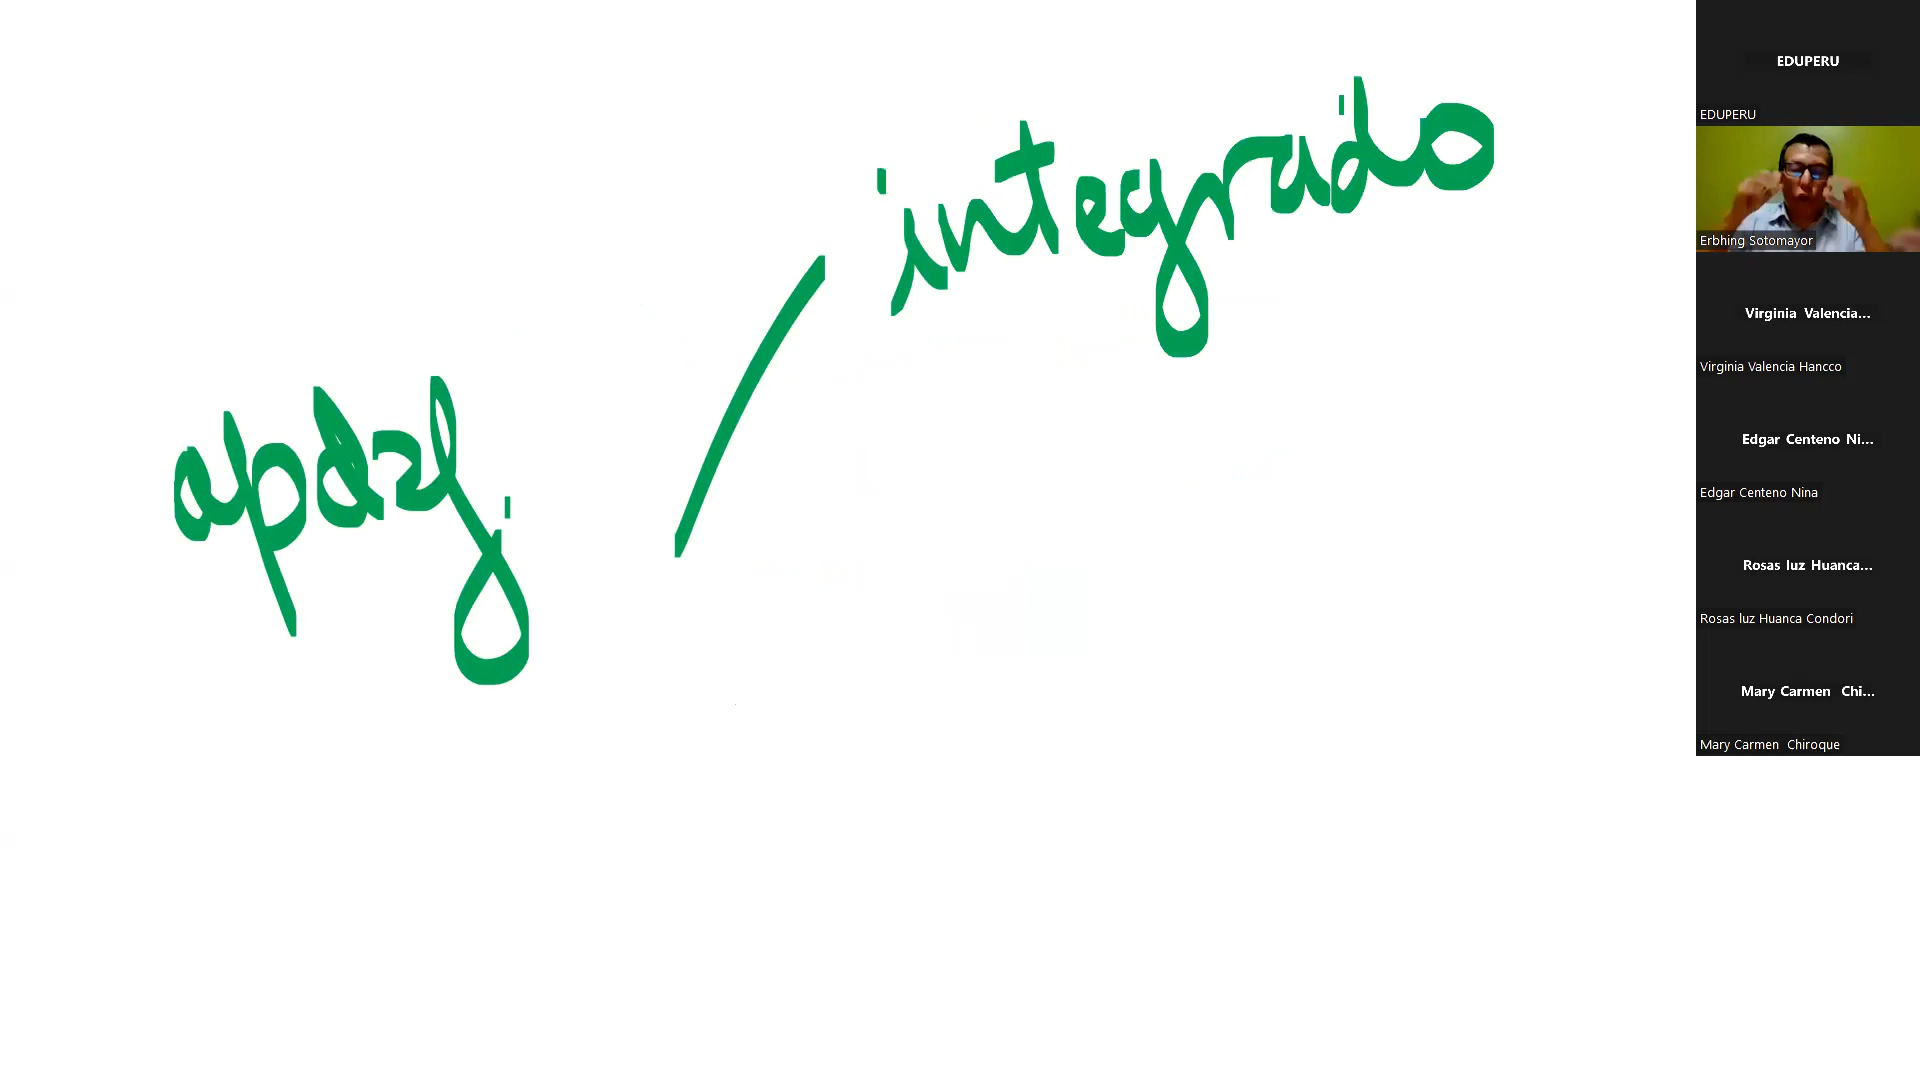 integrado
apdzj
EDUPERU
EDUPERU
Erbhing Sotomayor
Virginia Valencia...
Virginia Valencia Hancco
Edgar Centeno Ni...
Edgar Centeno Nina
Rosas luz Huanca...
Rosas luz Huanca Condori
Mary Carmen Chi...
Mary Carmen Chiroque